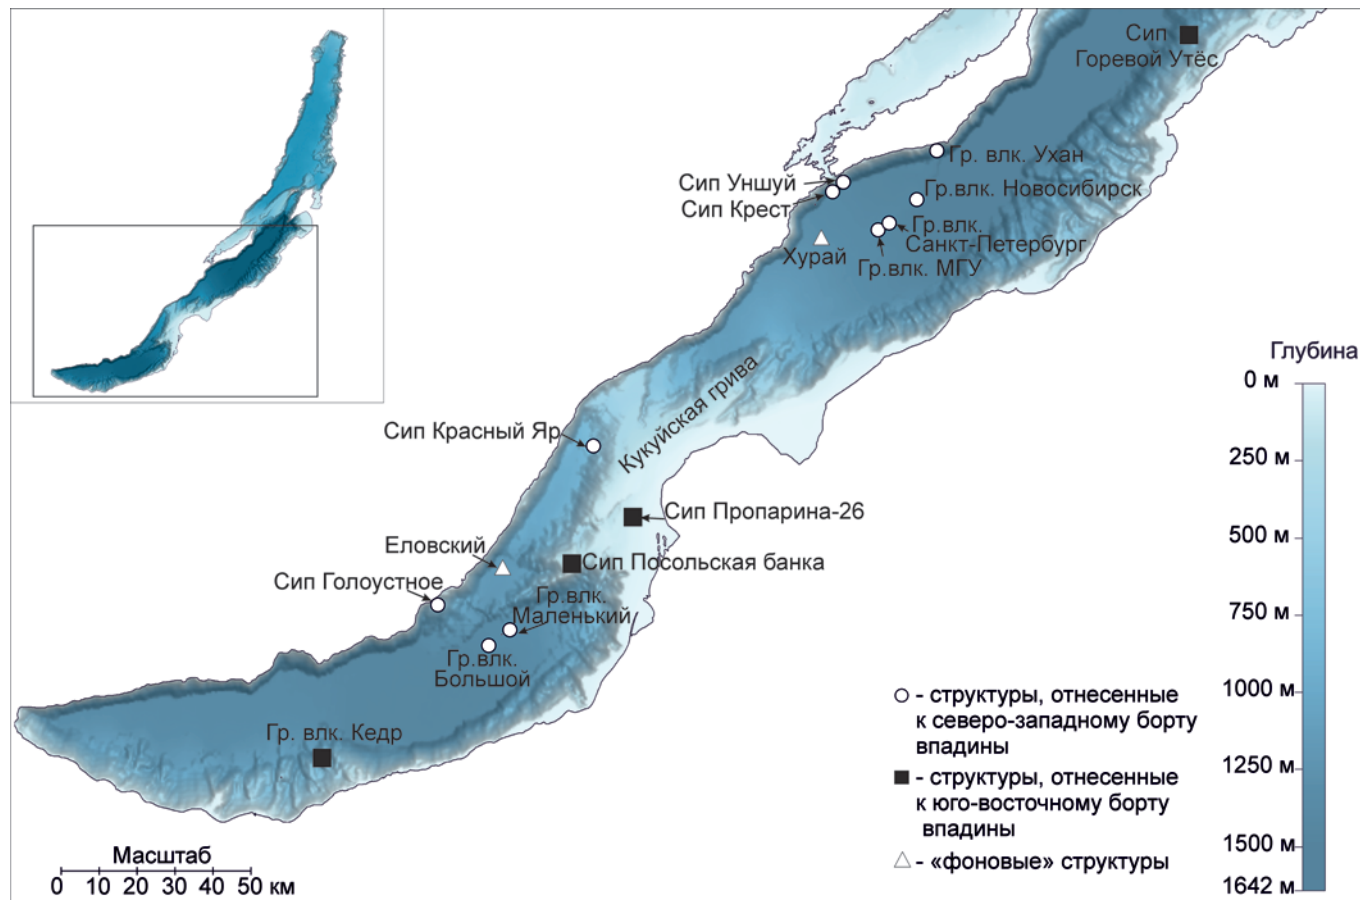 Сип
Горевой Утёс
Гр. влк. Ухан
Сип Уншуй
Сип Крест
Гр.влк. Новосибирск
Гр.влк.
Санкт-Петербург
Хурай
Гр.влк. МГУ
Кукуйская грива
Сип Красный Яр
Сип Пропарина-26
Еловский
Сип Посольская банка
Сип Голоустное
Гр.влк.
Маленький
Гр.влк.
Большой
Гр. влк. Кедр
Глубина
0 м
250 м
500 м
750 м
1000 м
1250 м
1500 м
1642 м
- структуры, отнесенные
к северо-западному борту
впадины
- структуры, отнесенные
к юго-восточному борту
впадины
- «фоновые» структуры
Масштаб
0 10 20 30 40 50 км